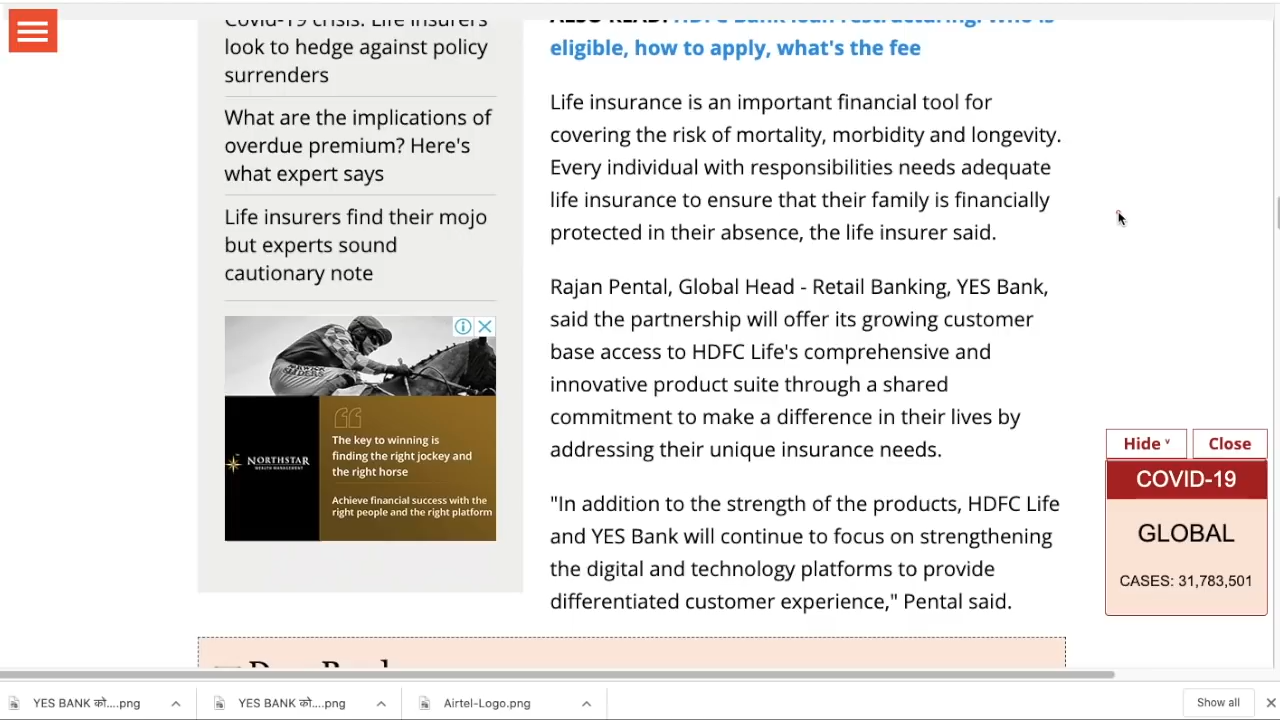 Covid-19 crisis: Life insurers
look to hedge against policy
surrenders
What are the implications of
overdue premium? Here's
what expert says
Life insurers find their mojo
but experts sound
cautionary note
The key to winning is
finding the right jockey and
the right horse
NORTHSTAR
WEALTH MANAGEMENT
Achieve financial success with the
right people and the right platform
ALSO READ: HDFC Bank loan restructuring: Who is
eligible, how to apply, what's the fee
Life insurance is an important financial tool for
covering the risk of mortality, morbidity and longevity.
Every individual with responsibilities needs adequate
life insurance to ensure that their family is financially
protected in their absence, the life insurer said.
Rajan Pental, Global Head - Retail Banking, YES Bank,
said the partnership will offer its growing customer
base access to HDFC Life's comprehensive and
innovative product suite through a shared
commitment to make a difference in their lives by
addressing their unique insurance needs.
"In addition to the strength of the products, HDFC Life
and YES Bank will continue to focus on strengthening
the digital and technology platforms to provide
differentiated customer experience," Pental said.
Hide Close
COVID-19
GLOBAL
CASES: 31,783,501
YES BANK को....png YES BANK को....png Airtel-Logo.png Show all